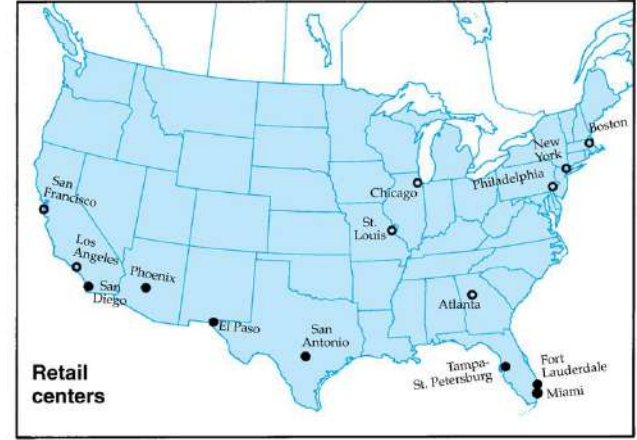 Boston
New
York
Philadelphia
Chicago
St.
Louis
San
Francisco
Los
Angeles
San
Diego
Phoenix
El Paso
San
Antonio
Atlanta
Tampa-
St. Petersburg
Fort
Lauderdale
Miami
Retail
centers